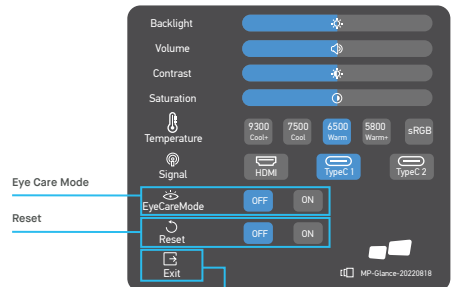 Backlight
Volume
Contrast
Saturation
Temperature
9300 Cool+
7500 Cool
6500 Warm
5800 Warm+
sRGB
Signal
HDMI
TypeC 1
TypeC 2
Eye Care Mode
EyeCareMode
OFF ON
Reset
Reset
OFF ON
Exit
MP-Glance-20220818